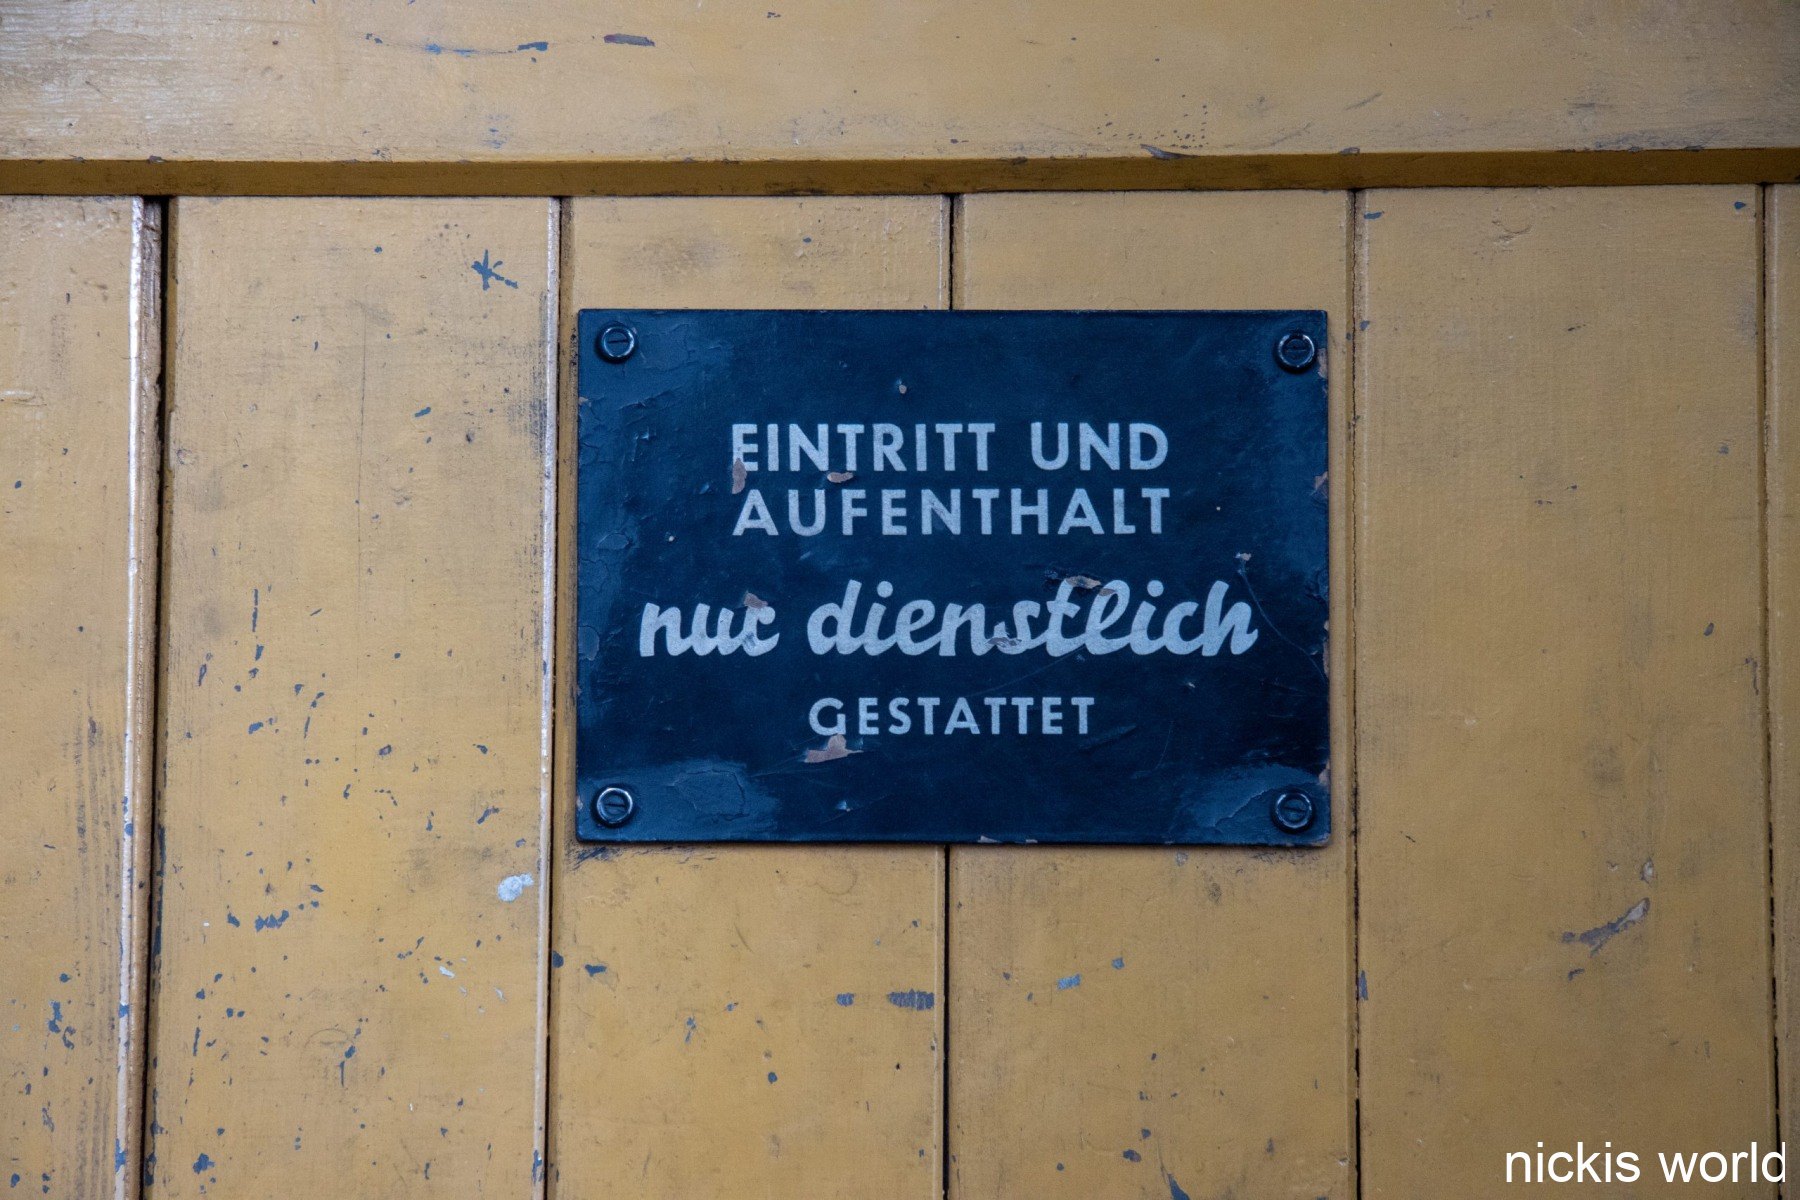 EINTRITT UND
AUFENTHALT
nur dienstlich
GESTATTET
nickis world